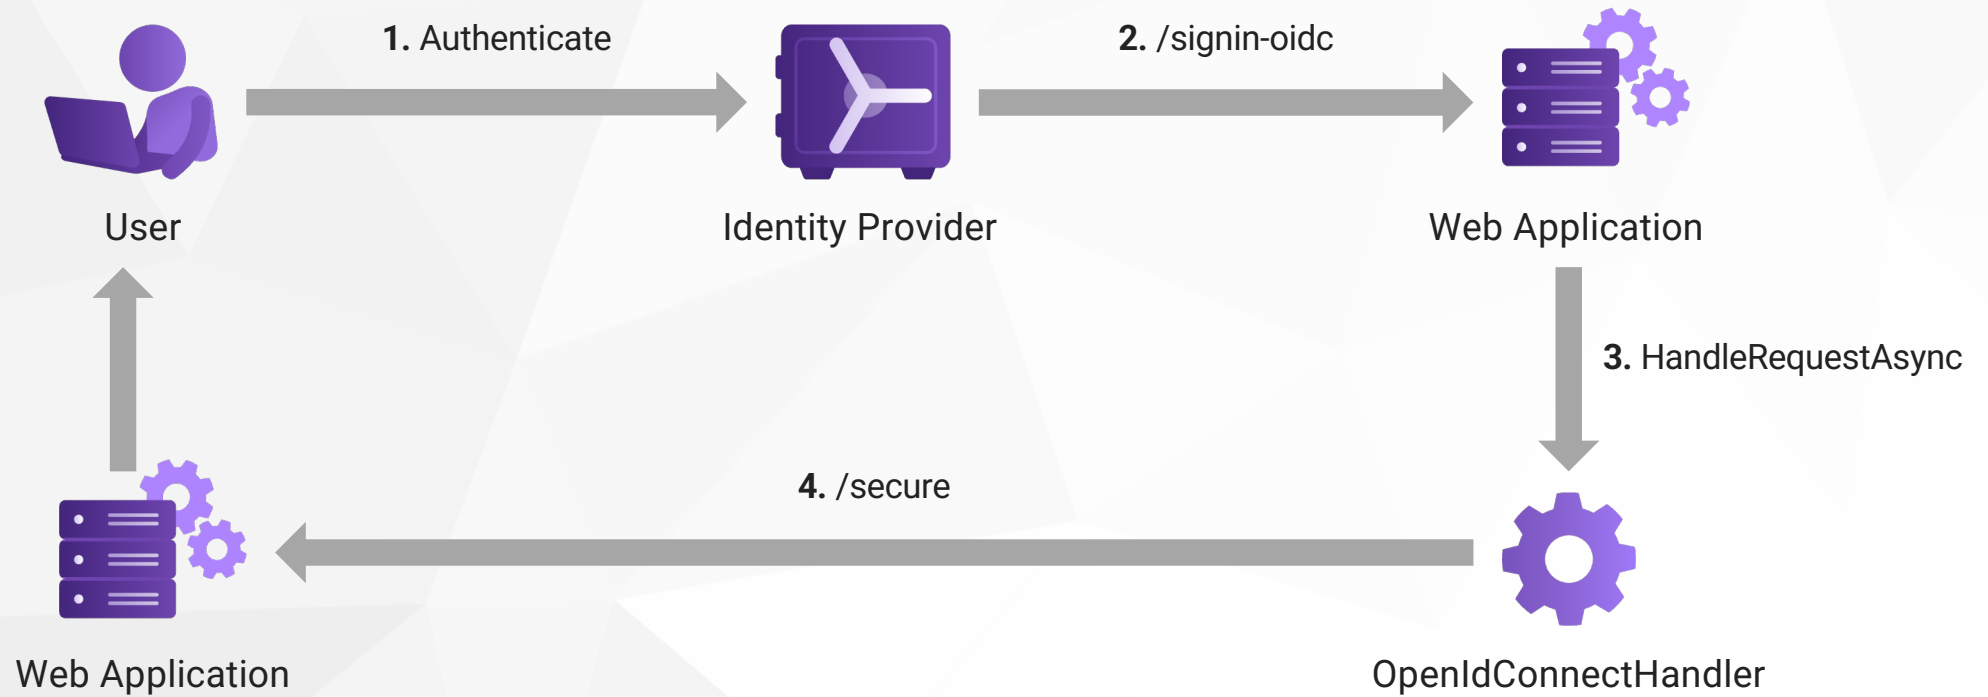 1. Authenticate
2. /signin-oidc
User
Identity Provider
Web Application
3. HandleRequestAsync
4. /secure
Web Application
OpenIdConnectHandler